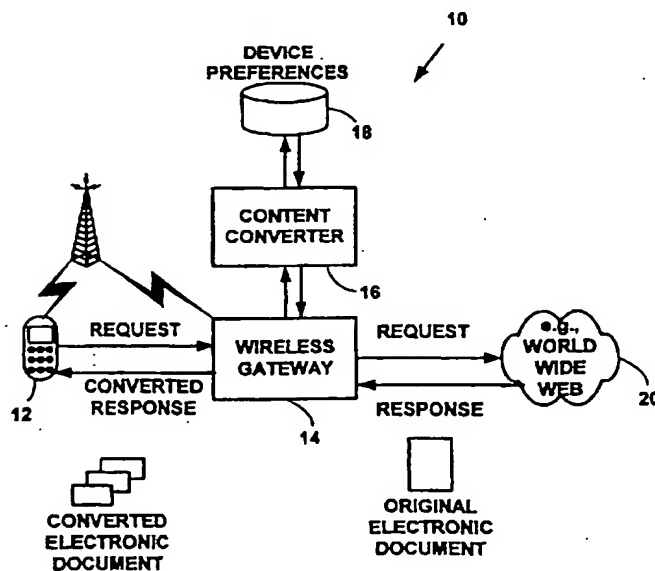 10
DEVICE
PREFERENCES
18
CONTENT
CONVERTER
16
REQUEST
WIRELESS
GATEWAY
REQUEST
e.g.,
WORLD
WIDE
WEB
12
CONVERTED
RESPONSE
14
RESPONSE
20
CONVERTED
ELECTRONIC
DOCUMENT
ORIGINAL
ELECTRONIC
DOCUMENT